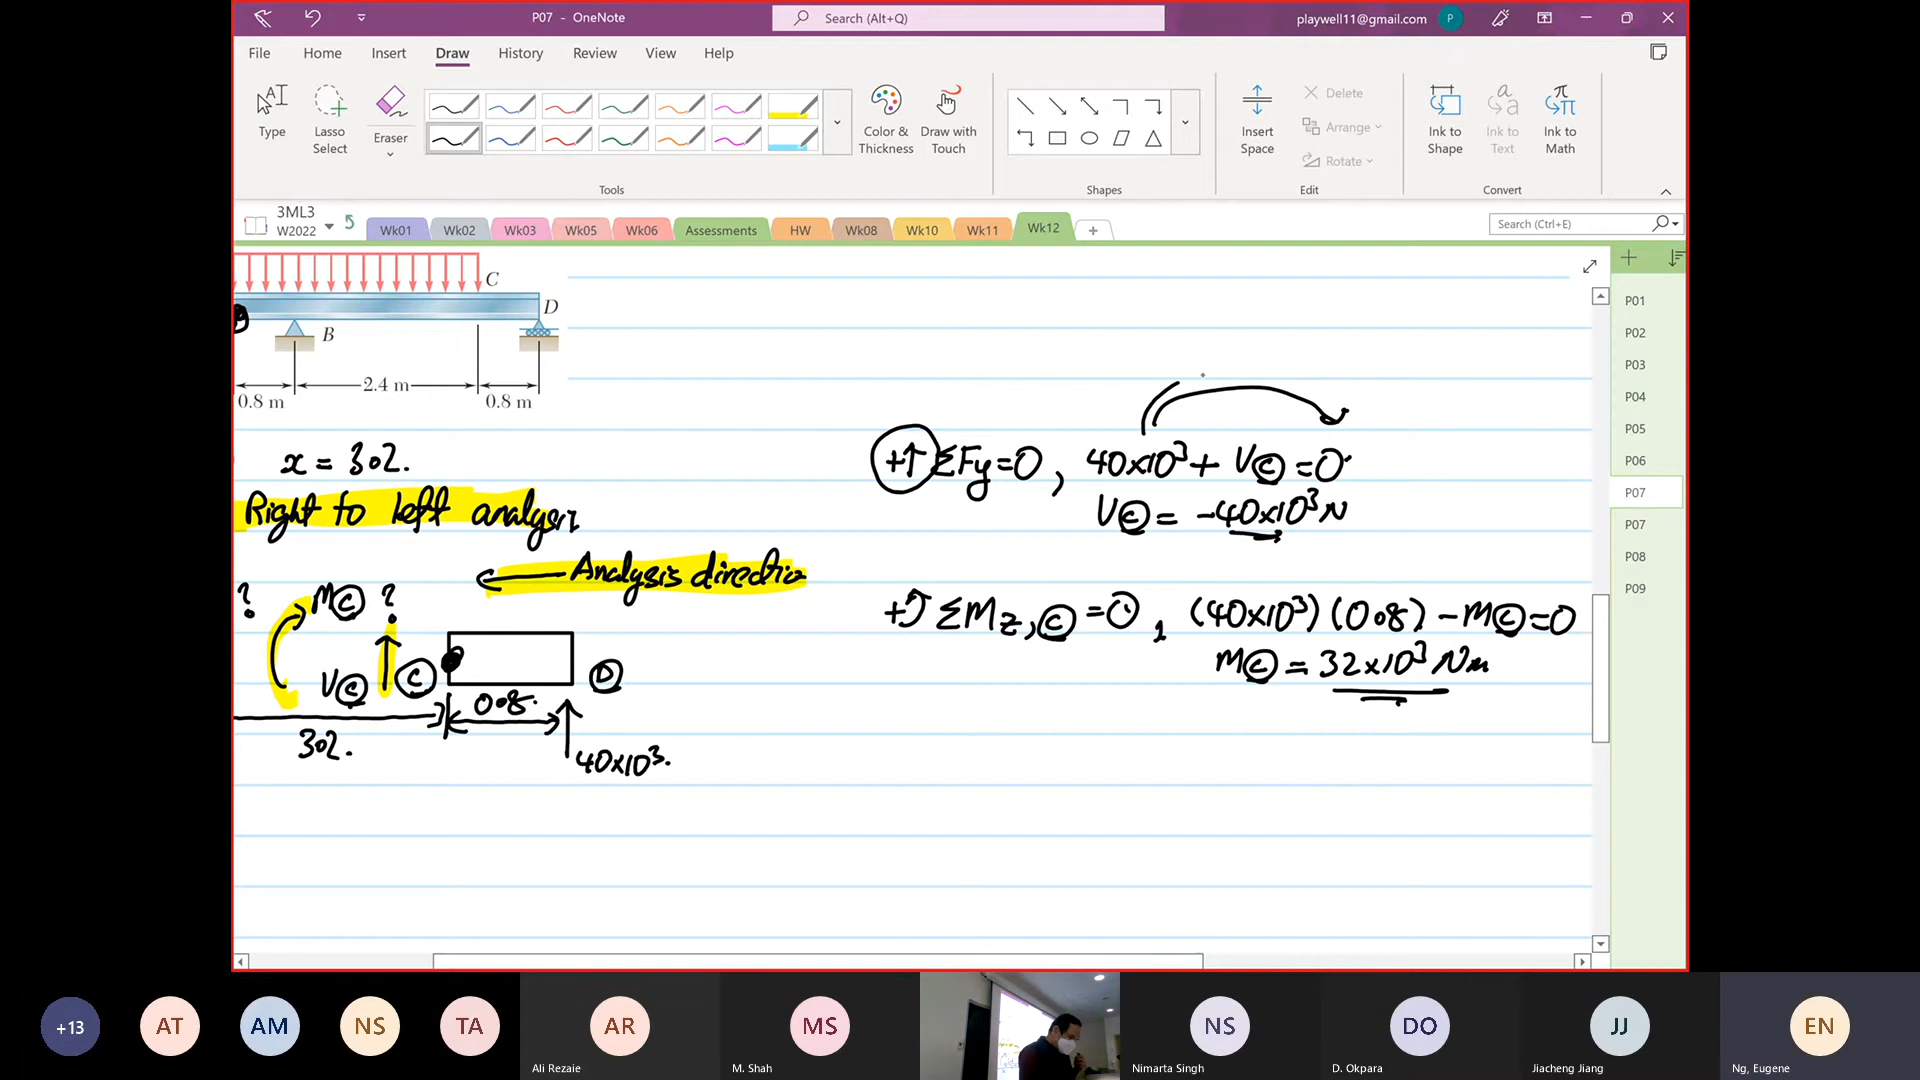 P07 - OneNote
Search (Alt+Q)
playwell11@gmail.com
P
File Home Insert Draw History Review View Help
Type
Lasso Select
Eraser
Color & Thickness
Draw with Touch
Insert Space
Delete
Arrange
Rotate
Ink to Shape
Ink to Text
Ink to Math
Tools
Shapes
Edit
Convert
3ML3
W2022
Wk01 Wk02 Wk03 Wk05 Wk06 Assessments HW Wk08 Wk10 Wk11 Wk12
Search (Ctrl+E)
P01
P02
P03
P04
P05
P06
P07
P07
P08
P09
C
D
B
2.4 m
0.8 m
0.8 m
x = 3.2.
Right to left analysis
Analysis direction
? M© ?
V© © D
0.8.
3.2.
40x10³.
+↑ ΣFy=0, 40x10³ + V© =0
V© = -40x10³ N
+↺ ΣMz,© =0, (40x10³)(0.8) - M© =0
M© = 32x10³ Nm
+13
AT
AM
NS
TA
AR
Ali Rezaie
MS
M. Shah
NS
Nimarta Singh
DO
D. Okpara
JJ
Jiacheng Jiang
EN
Ng, Eugene